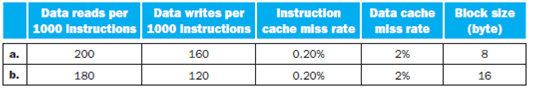 Data reads per Data writes per Instruction Data cache Block size
1000 Instructions 1000 Instructions cache miss rate miss rate (byte)
a. 200 160 0.20% 2% 8
b. 180 120 0.20% 2% 16